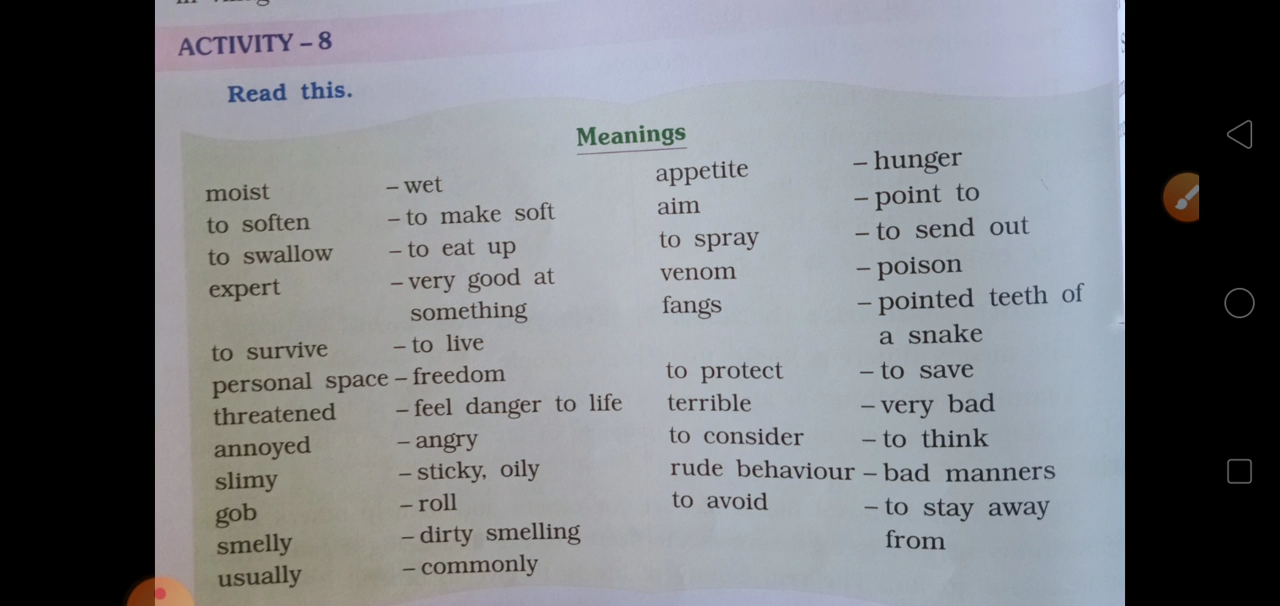 ACTIVITY – 8
Read this.
Meanings
moist – wet
to soften – to make soft
to swallow – to eat up
expert – very good at
something
to survive – to live
personal space – freedom
threatened – feel danger to life
annoyed – angry
slimy – sticky, oily
gob – roll
smelly – dirty smelling
usually – commonly
appetite – hunger
aim – point to
to spray – to send out
venom – poison
fangs – pointed teeth of
a snake
to protect – to save
terrible – very bad
to consider – to think
rude behaviour – bad manners
to avoid – to stay away
from